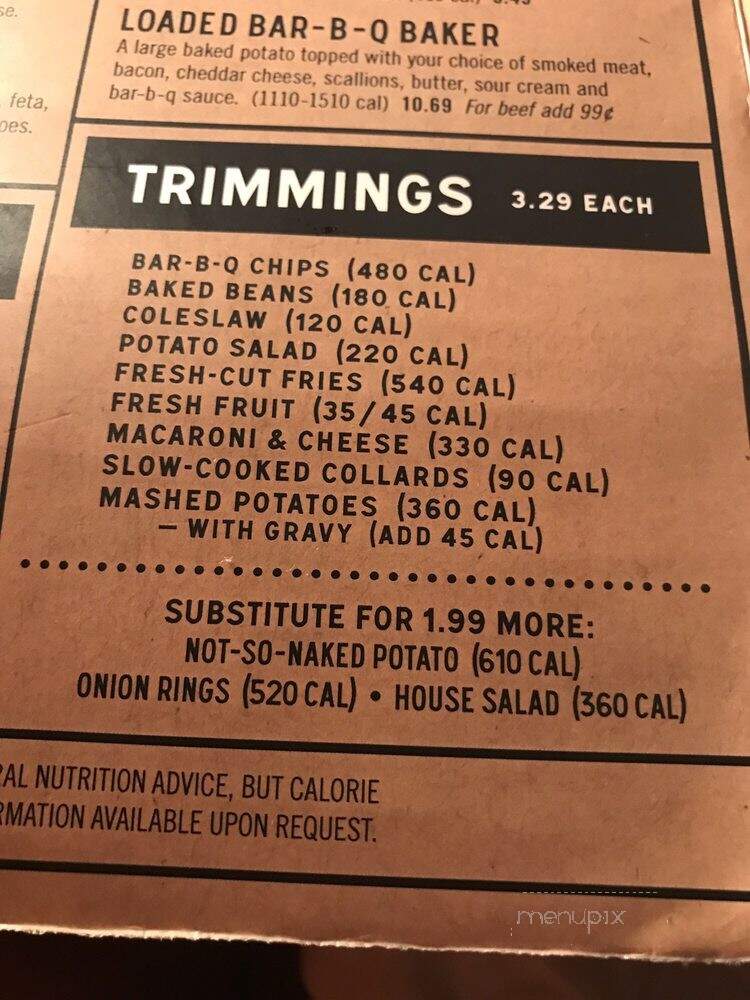 se.
LOADED BAR-B-Q BAKER
A large baked potato topped with your choice of smoked meat,
bacon, cheddar cheese, scallions, butter, sour cream and
bar-b-q sauce. (1110-1510 cal) 10.69 For beef add 99¢
feta,
oes.
TRIMMINGS 3.29 EACH
BAR-B-Q CHIPS (480 CAL)
BAKED BEANS (180 CAL)
COLESLAW (120 CAL)
POTATO SALAD (220 CAL)
FRESH-CUT FRIES (540 CAL)
FRESH FRUIT (35/45 CAL)
MACARONI & CHEESE (330 CAL)
SLOW-COOKED COLLARDS (90 CAL)
MASHED POTATOES (360 CAL)
— WITH GRAVY (ADD 45 CAL)
SUBSTITUTE FOR 1.99 MORE:
NOT-SO-NAKED POTATO (610 CAL)
ONION RINGS (520 CAL) • HOUSE SALAD (360 CAL)
RAL NUTRITION ADVICE, BUT CALORIE
RMATION AVAILABLE UPON REQUEST.
menupix